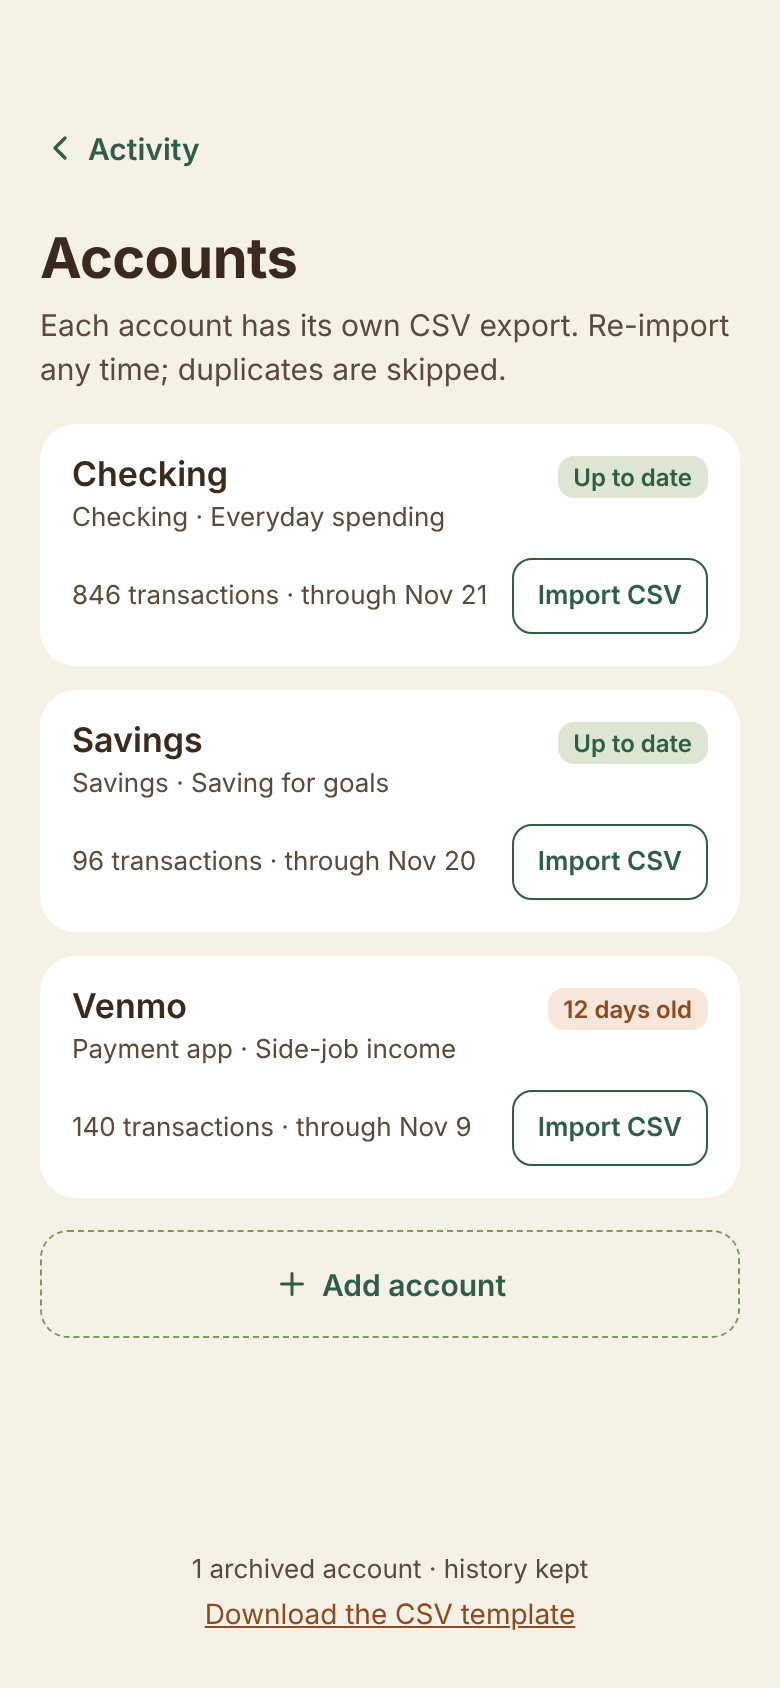 Activity
Accounts
Each account has its own CSV export. Re-import
any time; duplicates are skipped.
Checking
Up to date
Checking · Everyday spending
846 transactions · through Nov 21
Import CSV
Savings
Up to date
Savings · Saving for goals
96 transactions · through Nov 20
Import CSV
Venmo
12 days old
Payment app · Side-job income
140 transactions · through Nov 9
Import CSV
+ Add account
1 archived account · history kept
Download the CSV template